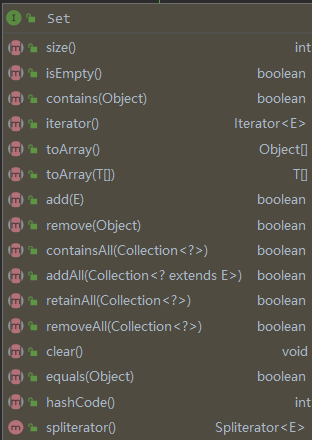 I Set
m size() int
m isEmpty() boolean
m contains(Object) boolean
m iterator() Iterator<E>
m toArray() Object[]
m toArray(T[]) T[]
m add(E) boolean
m remove(Object) boolean
m containsAll(Collection<?>) boolean
m addAll(Collection<? extends E>) boolean
m retainAll(Collection<?>) boolean
m removeAll(Collection<?>) boolean
m clear() void
m equals(Object) boolean
m hashCode() int
m spliterator() Spliterator<E>